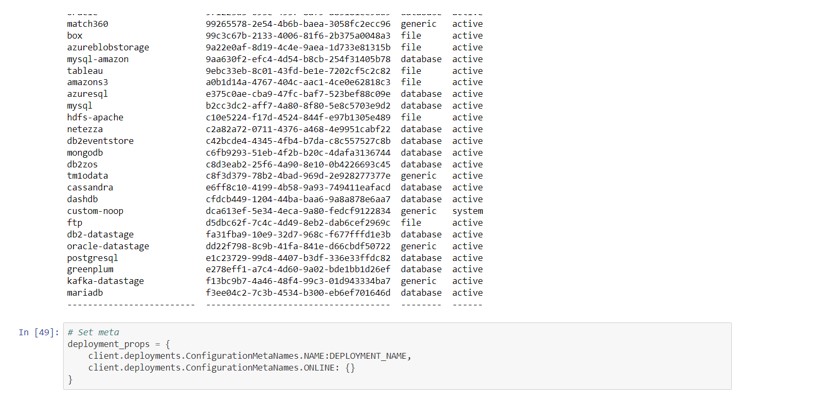 match360 99265578-2e54-4b6b-baea-3058fc2ecc96 generic active
box 99c3c67b-2133-4006-81f6-2b375a0048a3 file active
azureblobstorage 9a22e0af-8d19-4c4e-9aea-1d733e81315b file active
mysql-amazon 9aa630f2-efc4-4d54-b8cb-254f31405b78 database active
tableau 9ebc33eb-8c01-43fd-be1e-7202cf5c2c82 file active
amazons3 a0b1d14a-4767-404c-aac1-4ce0e62818c3 file active
azuresql e375c0ae-cba9-47fc-baf7-523bef88c09e database active
mysql b2cc3dc2-aff7-4a80-8f80-5e8c5703e9d2 database active
hdfs-apache c10e5224-f17d-4524-844f-e97b1305e489 file active
netezza c2a82a72-0711-4376-a468-4e9951cabf22 database active
db2eventstore c42bcde4-4345-4fb4-b7da-c8c557527c8b database active
mongodb c6fb9293-51eb-4f2b-b20c-4dafa3136744 database active
db2zos c8d3eab2-25f6-4a90-8e10-0b4226693c45 database active
tm1odata c8f3d379-78b2-4bad-969d-2e928277377e generic active
cassandra e6ff8c10-4199-4b58-9a93-749411eafacd database active
dashdb cfdcb449-1204-44ba-baa6-9a8a878e6aa7 database active
custom-noop dca613ef-5e34-4eca-9a80-fedcf9122834 generic system
ftp d5dbc62f-7c4c-4d49-8eb2-dab6cef2969c file active
db2-datastage fa31fba9-10e9-32d7-968c-f677fffd1e3b database active
oracle-datastage dd22f798-8c9b-41fa-841e-d66cbdf50722 generic active
postgresql e1c23729-99d8-4407-b3df-336e33ffdc82 database active
greenplum e278eff1-a7c4-4d60-9a02-bde1bb1d26ef database active
kafka-datastage f13bc9b7-4a46-48f4-99c3-01d943334ba7 generic active
mariadb f3ee04c2-7c3b-4534-b300-eb6ef701646d database active
------------------------ ------------------------------------ -------- ------
In [49]: # Set meta
deployment_props = {
client.deployments.ConfigurationMetaNames.NAME:DEPLOYMENT_NAME,
client.deployments.ConfigurationMetaNames.ONLINE: {}
}